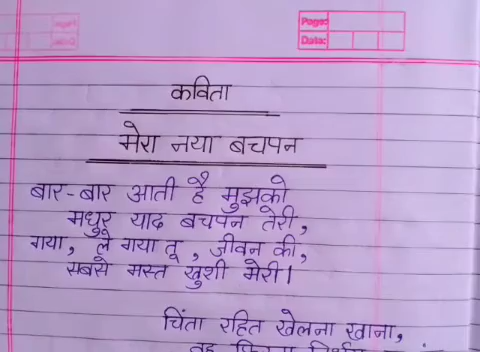 Page:
Date:
कविता
मेरा नया बचपन
बार-बार आती है मुझको
मधुर याद बचपन तेरी,
गया, ले गया तू, जीवन की,
सबसे मस्त खुशी मेरी।
चिंता रहित खेलना खाना,